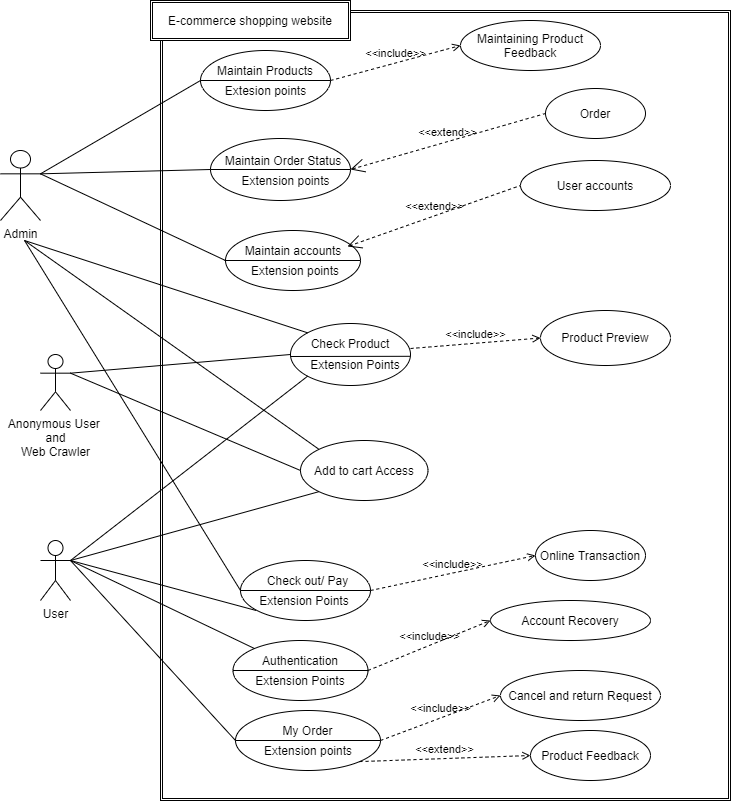 E-commerce shopping website
Maintain Products
Extesion points
<<include>>
Maintaining Product
Feedback
Order
<<extend>>
Maintain Order Status
Extension points
User accounts
<<extend>>
Admin
Maintain accounts
Extension points
Check Product
Extension Points
<<include>>
Product Preview
Anonymous User
and
Web Crawler
Add to cart Access
User
Check out/ Pay
Extension Points
<<include>>
Online Transaction
Account Recovery
<<include>>
Authentication
Extension Points
Cancel and return Request
<<include>>
My Order
Extension points
<<extend>>
Product Feedback